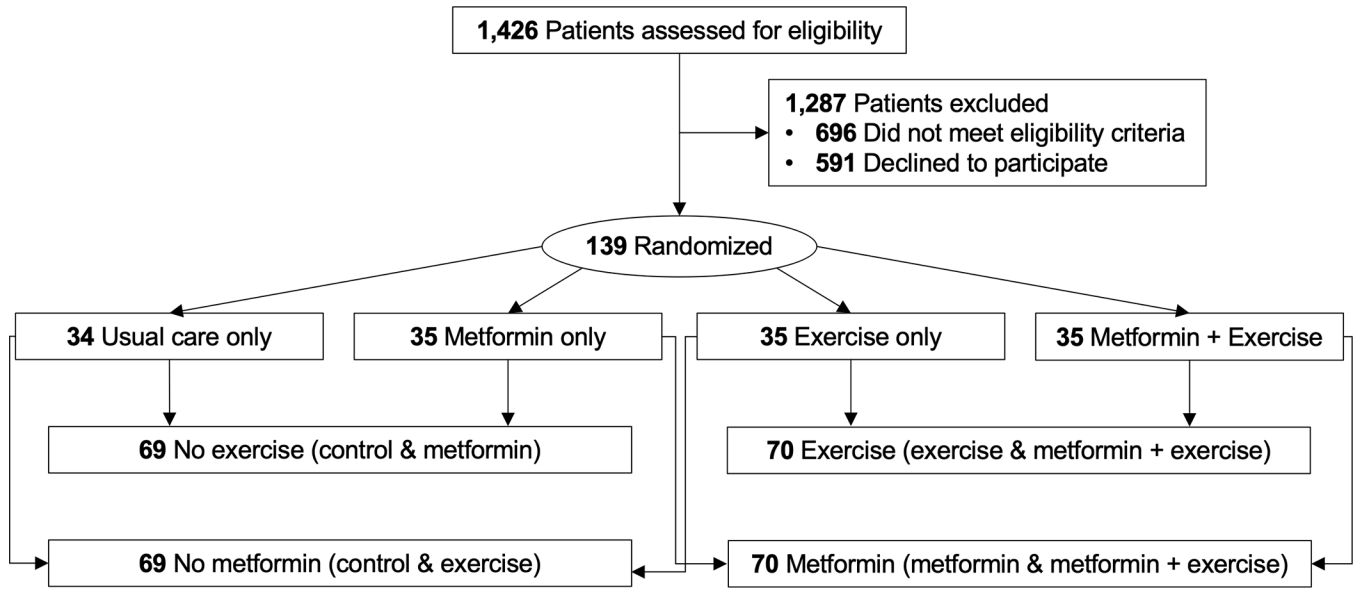 1,426 Patients assessed for eligibility
1,287 Patients excluded
• 696 Did not meet eligibility criteria
• 591 Declined to participate
139 Randomized
34 Usual care only
35 Metformin only
35 Exercise only
35 Metformin + Exercise
69 No exercise (control & metformin)
70 Exercise (exercise & metformin + exercise)
69 No metformin (control & exercise)
70 Metformin (metformin & metformin + exercise)